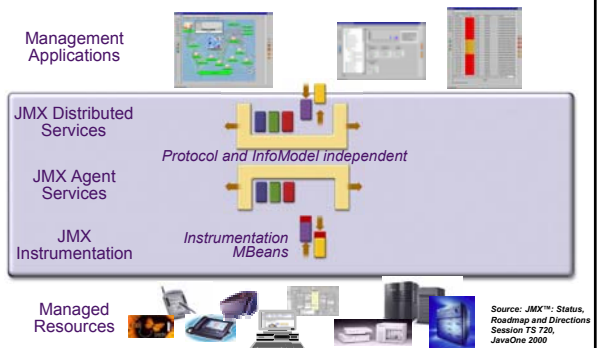 Management
Applications
JMX Distributed
Services
Protocol and InfoModel independent
JMX Agent
Services
JMX
Instrumentation
Instrumentation
MBeans
Managed
Resources
Source: JMX™: Status,
Roadmap and Directions
Session TS 720,
JavaOne 2000